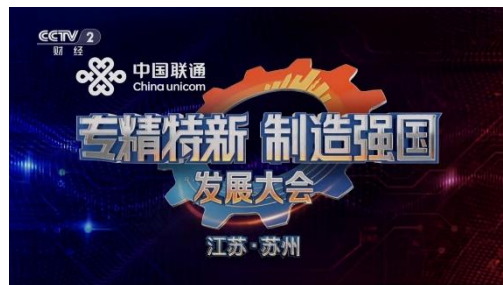 CCTV 2
财经
中国联通
China unicom
专精特新 制造强国
发展大会
江苏·苏州